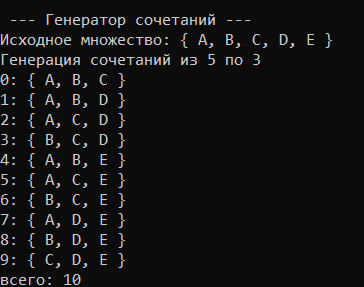 --- Генератор сочетаний ---
Исходное множество: { A, B, C, D, E }
Генерация сочетаний из 5 по 3
0: { A, B, C }
1: { A, B, D }
2: { A, C, D }
3: { B, C, D }
4: { A, B, E }
5: { A, C, E }
6: { B, C, E }
7: { A, D, E }
8: { B, D, E }
9: { C, D, E }
всего: 10